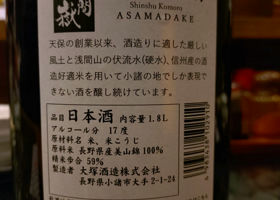 Shinshu Komoro
ASAMADAKE
嶽
天保の創業以来、酒造りに適した厳しい
風土と浅間山の伏流水(硬水)、信州産の酒
造好適米を用いて小諸の地でしか表現で
きない酒を醸し続けています。
品目 日本酒 内容量 1.8L
アルコール分 17度
原材料名 米、米こうじ
原料米 長野県産美山錦 100%
精米歩合 59%
製造者 大塚酒造株式会社
長野県小諸市大手2-1-24